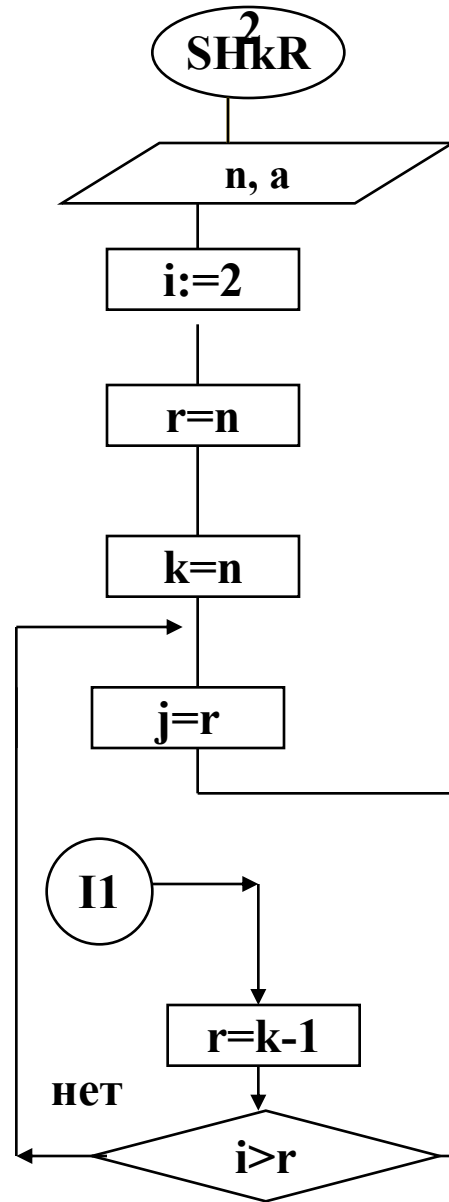 2
SHkR
n, a
i:=2
r=n
k=n
j=r
I1
r=k-1
нет
i>r